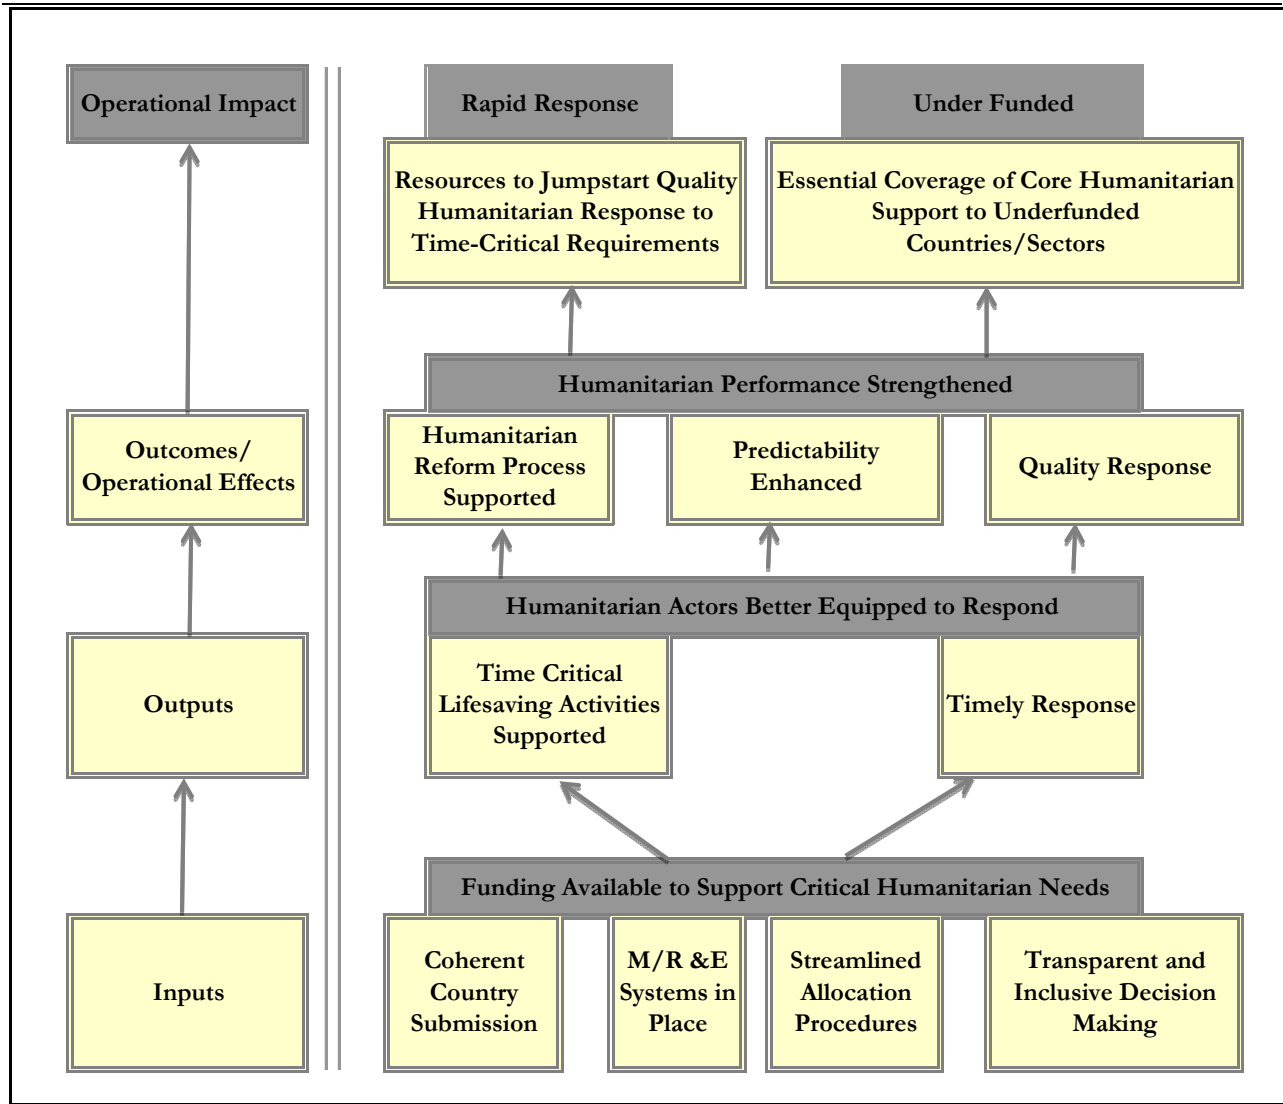 Operational Impact
Rapid Response
Under Funded
Resources to Jumpstart Quality
Humanitarian Response to
Time-Critical Requirements
Essential Coverage of Core Humanitarian
Support to Underfunded
Countries/Sectors
Humanitarian Performance Strengthened
Outcomes/
Operational Effects
Humanitarian
Reform Process
Supported
Predictability
Enhanced
Quality Response
Humanitarian Actors Better Equipped to Respond
Outputs
Time Critical
Lifesaving Activities
Supported
Timely Response
Funding Available to Support Critical Humanitarian Needs
Inputs
Coherent
Country
Submission
M/R &E
Systems in
Place
Streamlined
Allocation
Procedures
Transparent and
Inclusive Decision
Making